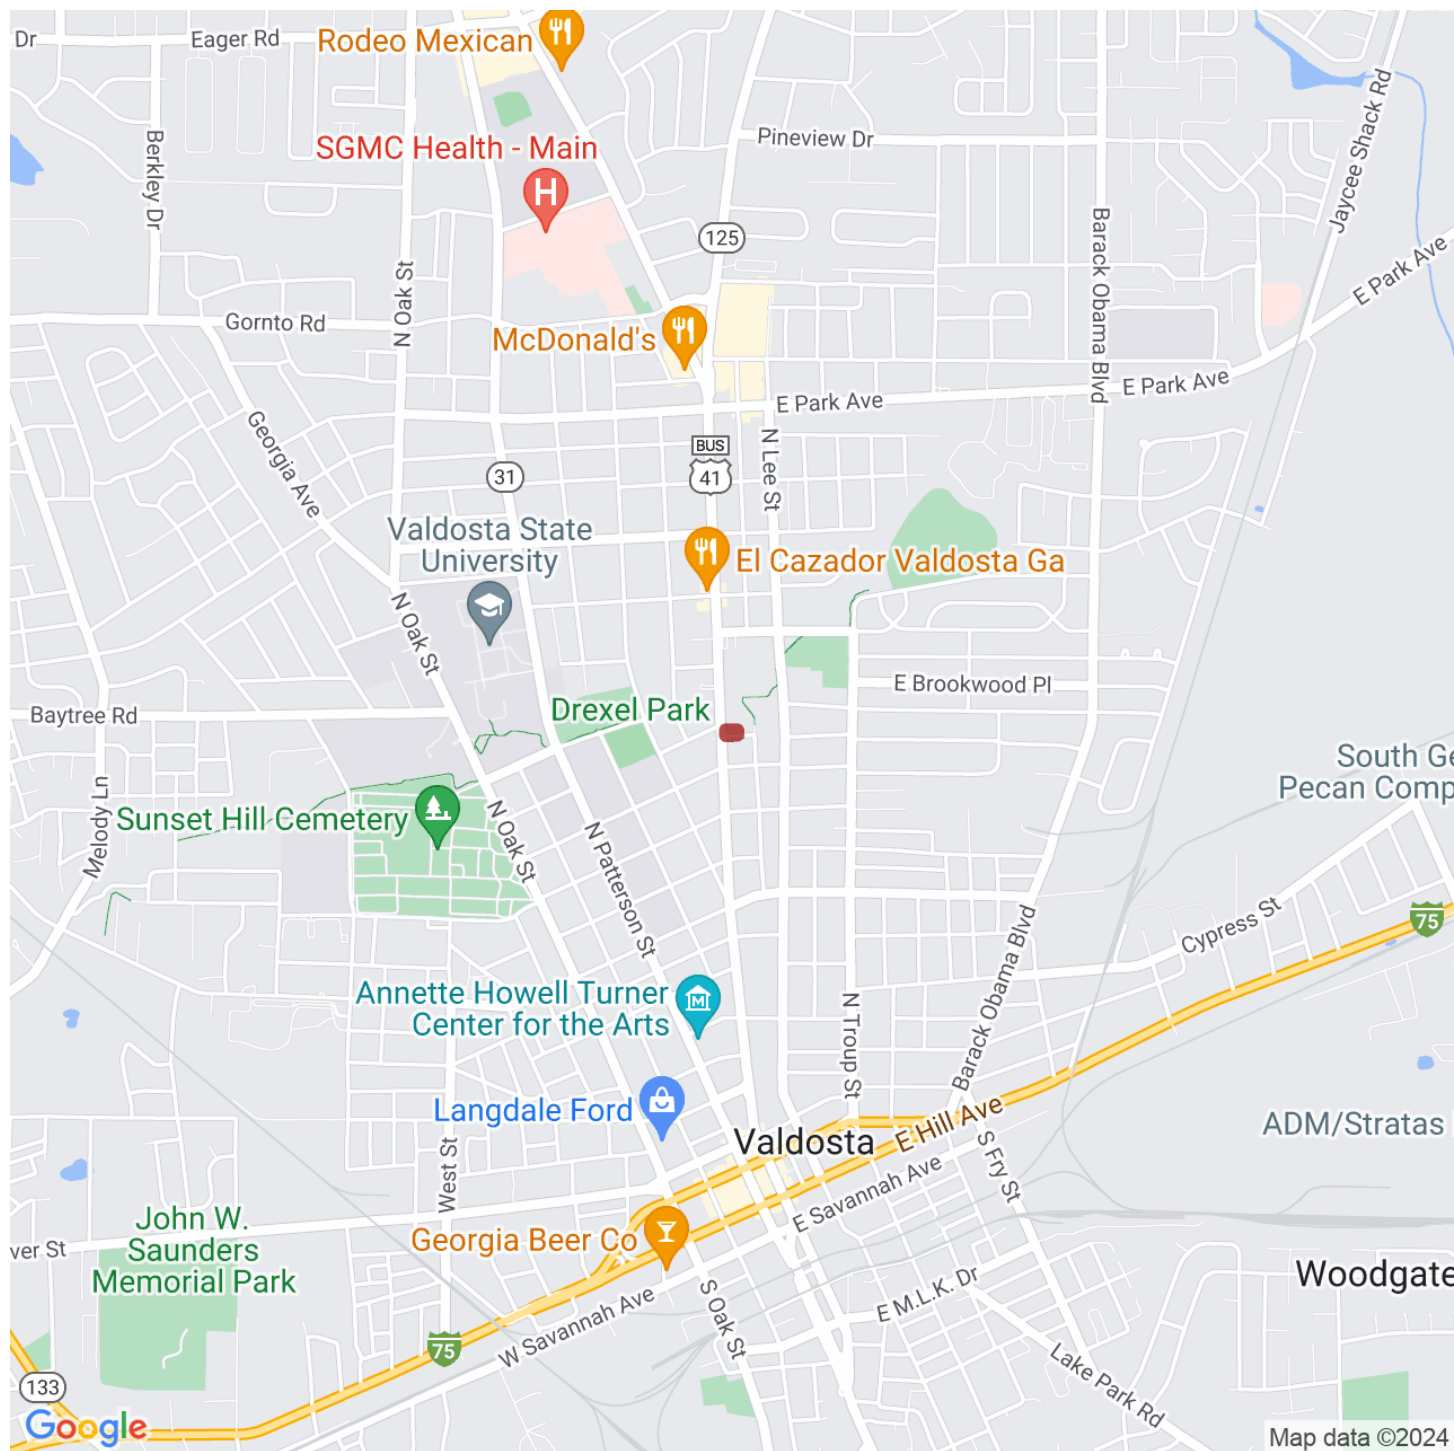 Dr
Eager Rd
Rodeo Mexican
Berkley Dr
SGMC Health - Main
H
Pineview Dr
Jaycee Shack Rd
125
Barack Obama Blvd
E Park Ave
N Oak St
Gornto Rd
McDonald's
E Park Ave
E Park Ave
Georgia Ave
BUS
41
N Lee St
31
Valdosta State
University
El Cazador Valdosta Ga
N Oak St
E Brookwood Pl
Baytree Rd
Drexel Park
South Ge
Pecan Comp
Melody Ln
Sunset Hill Cemetery
N Oak St
N Patterson St
75
Cypress St
Barack Obama Blvd
Annette Howell Turner
Center for the Arts
M
N Troup St
Langdale Ford
E Hill Ave
ADM/Stratas
Valdosta
West St
S Fry St
E Savannah Ave
John W.
Saunders
Memorial Park
ver St
Georgia Beer Co
Woodgate
E M.L.K. Dr
S Oak St
W Savannah Ave
75
Lake Park Rd
133
Google
Map data ©2024